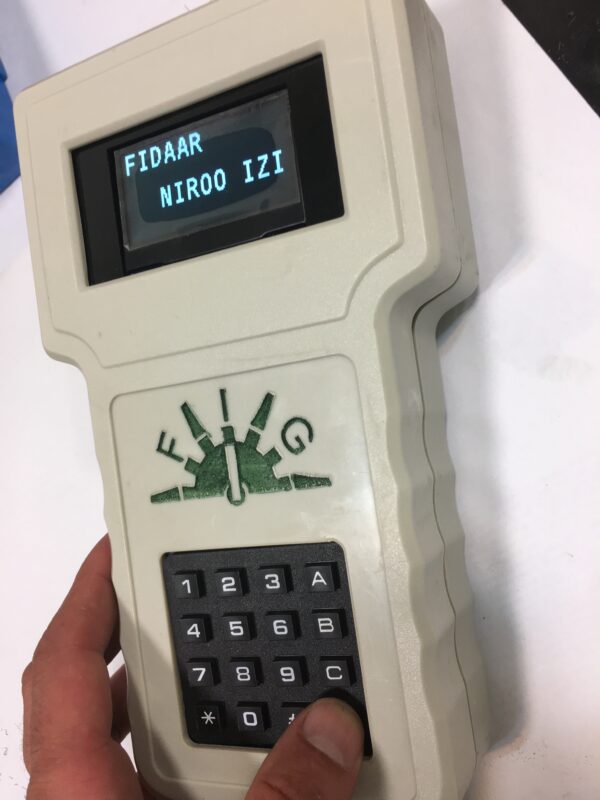 FIDAAR
NIROO IZI
F I G
1 2 3 A
4 5 6 B
7 8 9 C
* 0